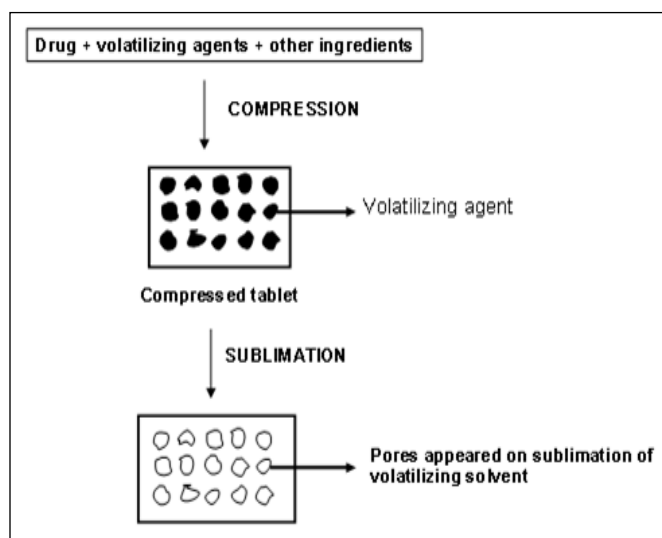 Drug + volatilizing agents + other ingredients
COMPRESSION
Volatilizing agent
Compressed tablet
SUBLIMATION
Pores appeared on sublimation of
volatilizing solvent